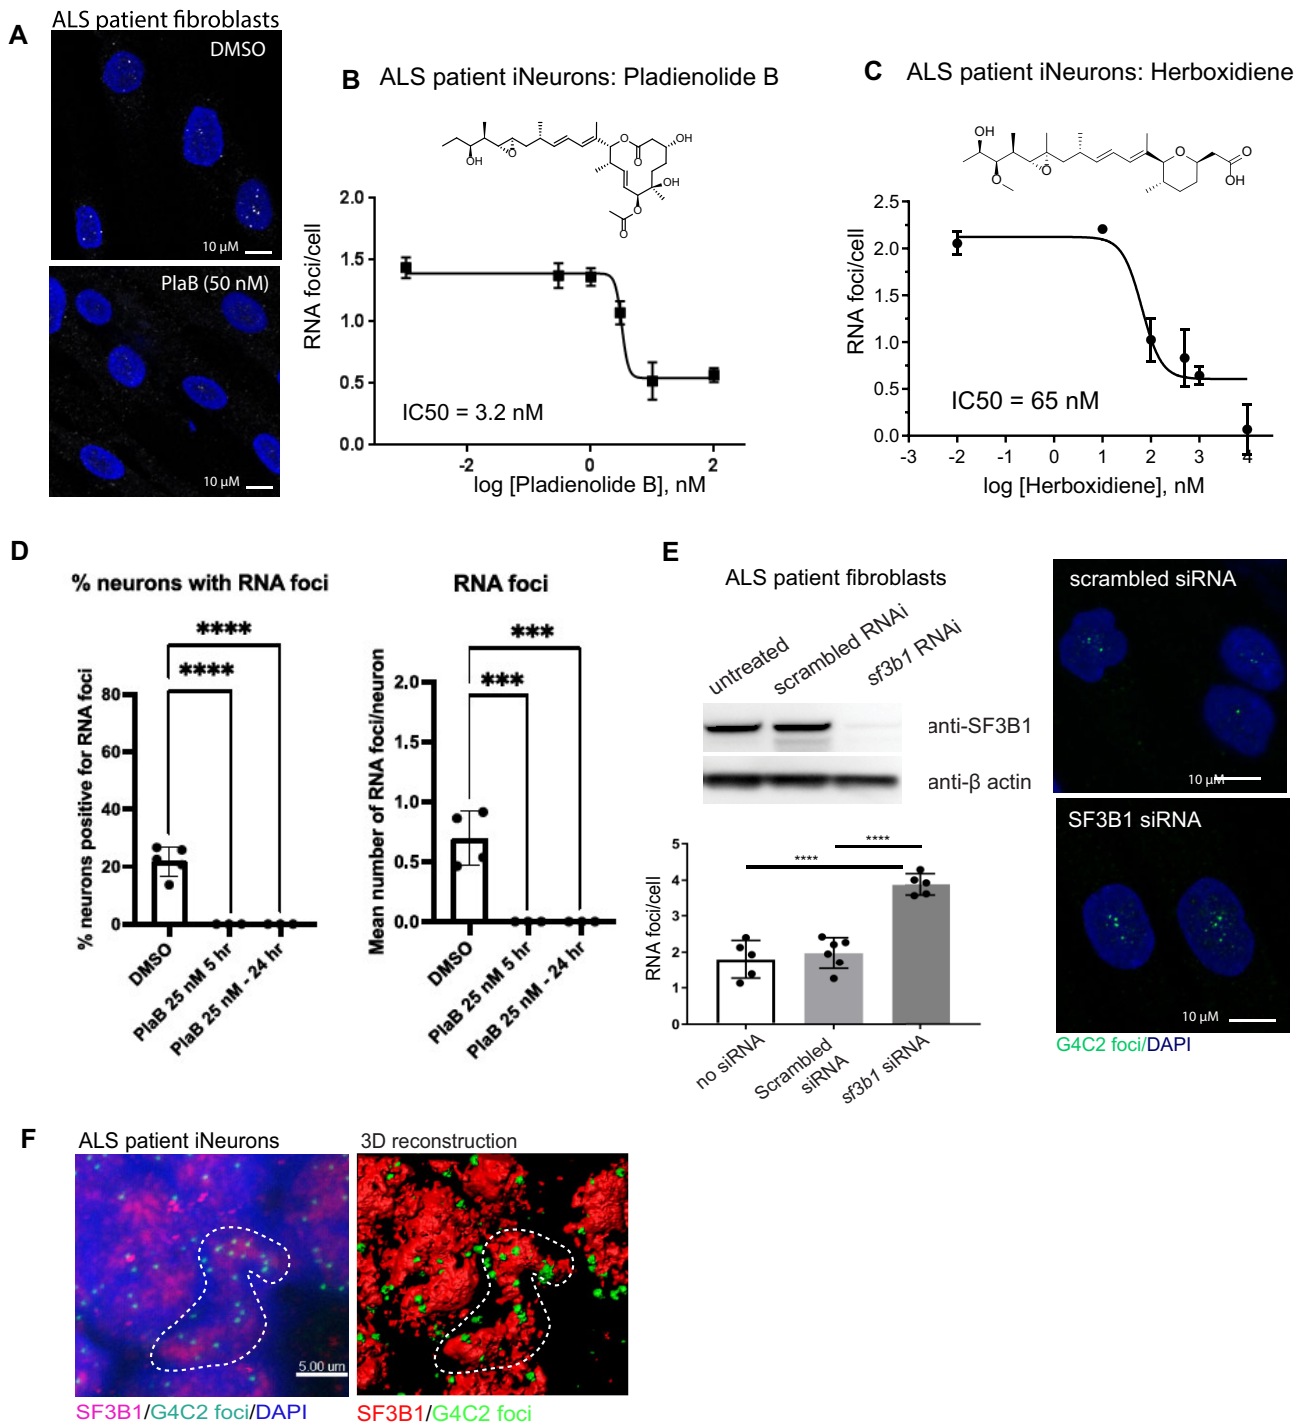 A
ALS patient fibroblasts
DMSO
10 µM
PlaB (50 nM)
10 µM
B
ALS patient iNeurons: Pladienolide B
OH
O
O
O
OH
OH
O
O
RNA foci/cell
2.0
1.5
1.0
0.5
0.0
IC50 = 3.2 nM
-2
0
2
log [Pladienolide B], nM
C
ALS patient iNeurons: Herboxidiene
OH
O
O
O
O
OH
RNA foci/cell
2.5
2.0
1.5
1.0
0.5
0.0
IC50 = 65 nM
-3
-2
-1
0
1
2
3
4
log [Herboxidiene], nM
D
% neurons with RNA foci
****
****
% neurons positive for RNA foci
80
60
40
20
0
DMSO
PlaB 25 nM 5 hr
PlaB 25 nM - 24 hr
RNA foci
***
***
Mean number of RNA foci/neuron
2.0
1.5
1.0
0.5
0.0
DMSO
PlaB 25 nM 5 hr
PlaB 25 nM - 24 hr
E
ALS patient fibroblasts
untreated
scrambled RNAi
sf3b1 RNAi
anti-SF3B1
anti-β actin
****
****
RNA foci/cell
5
4
3
2
1
0
no siRNA
Scrambled
siRNA
sf3b1 siRNA
scrambled siRNA
10 µM
SF3B1 siRNA
10 µM
G4C2 foci/DAPI
F
ALS patient iNeurons
5.00 um
SF3B1/G4C2 foci/DAPI
3D reconstruction
SF3B1/G4C2 foci